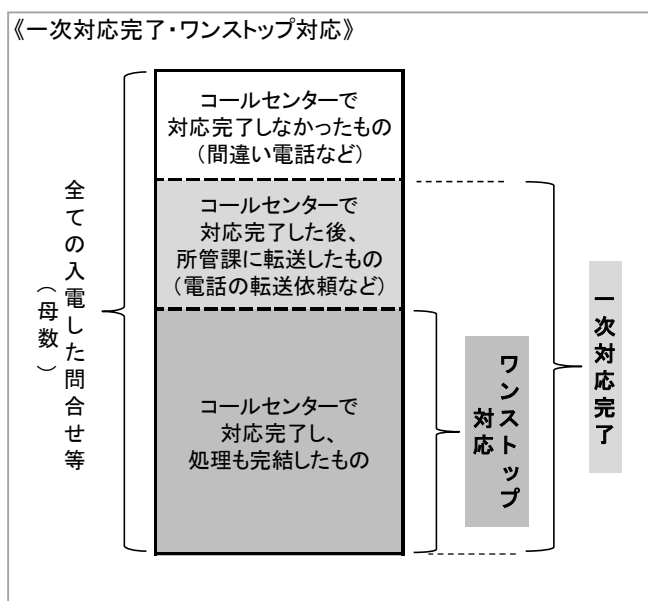 《一次対応完了・ワンストップ対応》
コールセンターで
対応完了しなかったもの
（間違い電話など）
コールセンターで
対応完了した後、
所管課に転送したもの
（電話の転送依頼など）
コールセンターで
対応完了し、
処理も完結したもの
全ての入電した問合せ等
（母数）
ワンストップ
対応
一次対応完了